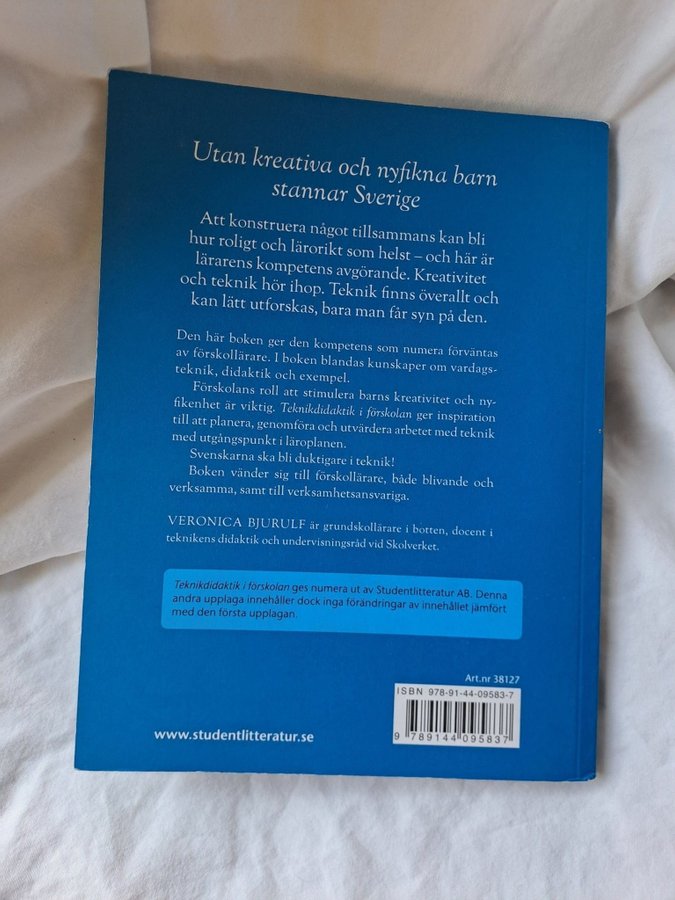 Utan kreativa och nyfikna barn
stannar Sverige
Att konstruera något tillsammans kan bli
hur roligt och lärorikt som helst – och här är
lärarens kompetens avgörande. Kreativitet
och teknik hör ihop. Teknik finns överallt och
kan lätt utforskas, bara man får syn på den.
Den här boken ger den kompetens som numera förväntas
av förskollärare. I boken blandas kunskaper om vardags-
teknik, didaktik och exempel.
Förskolans roll att stimulera barns kreativitet och ny-
fikenhet är viktig. Teknikdidaktik i förskolan ger inspiration
till att planera, genomföra och utvärdera arbetet med teknik
med utgångspunkt i läroplanen.
Svenskarna ska bli duktigare i teknik!
Boken vänder sig till förskollärare, både blivande och
verksamma, samt till verksamhetsansvariga.
VERONICA BJURULF är grundskollärare i botten, docent i
teknikens didaktik och undervisningsråd vid Skolverket.
Teknikdidaktik i förskolan ges numera ut av Studentlitteratur AB. Denna
andra upplaga innehåller dock inga förändringar av innehållet jämfört
med den första upplagan.
Art.nr 38127
ISBN 978-91-44-09583-7
9 789144 095837
www.studentlitteratur.se